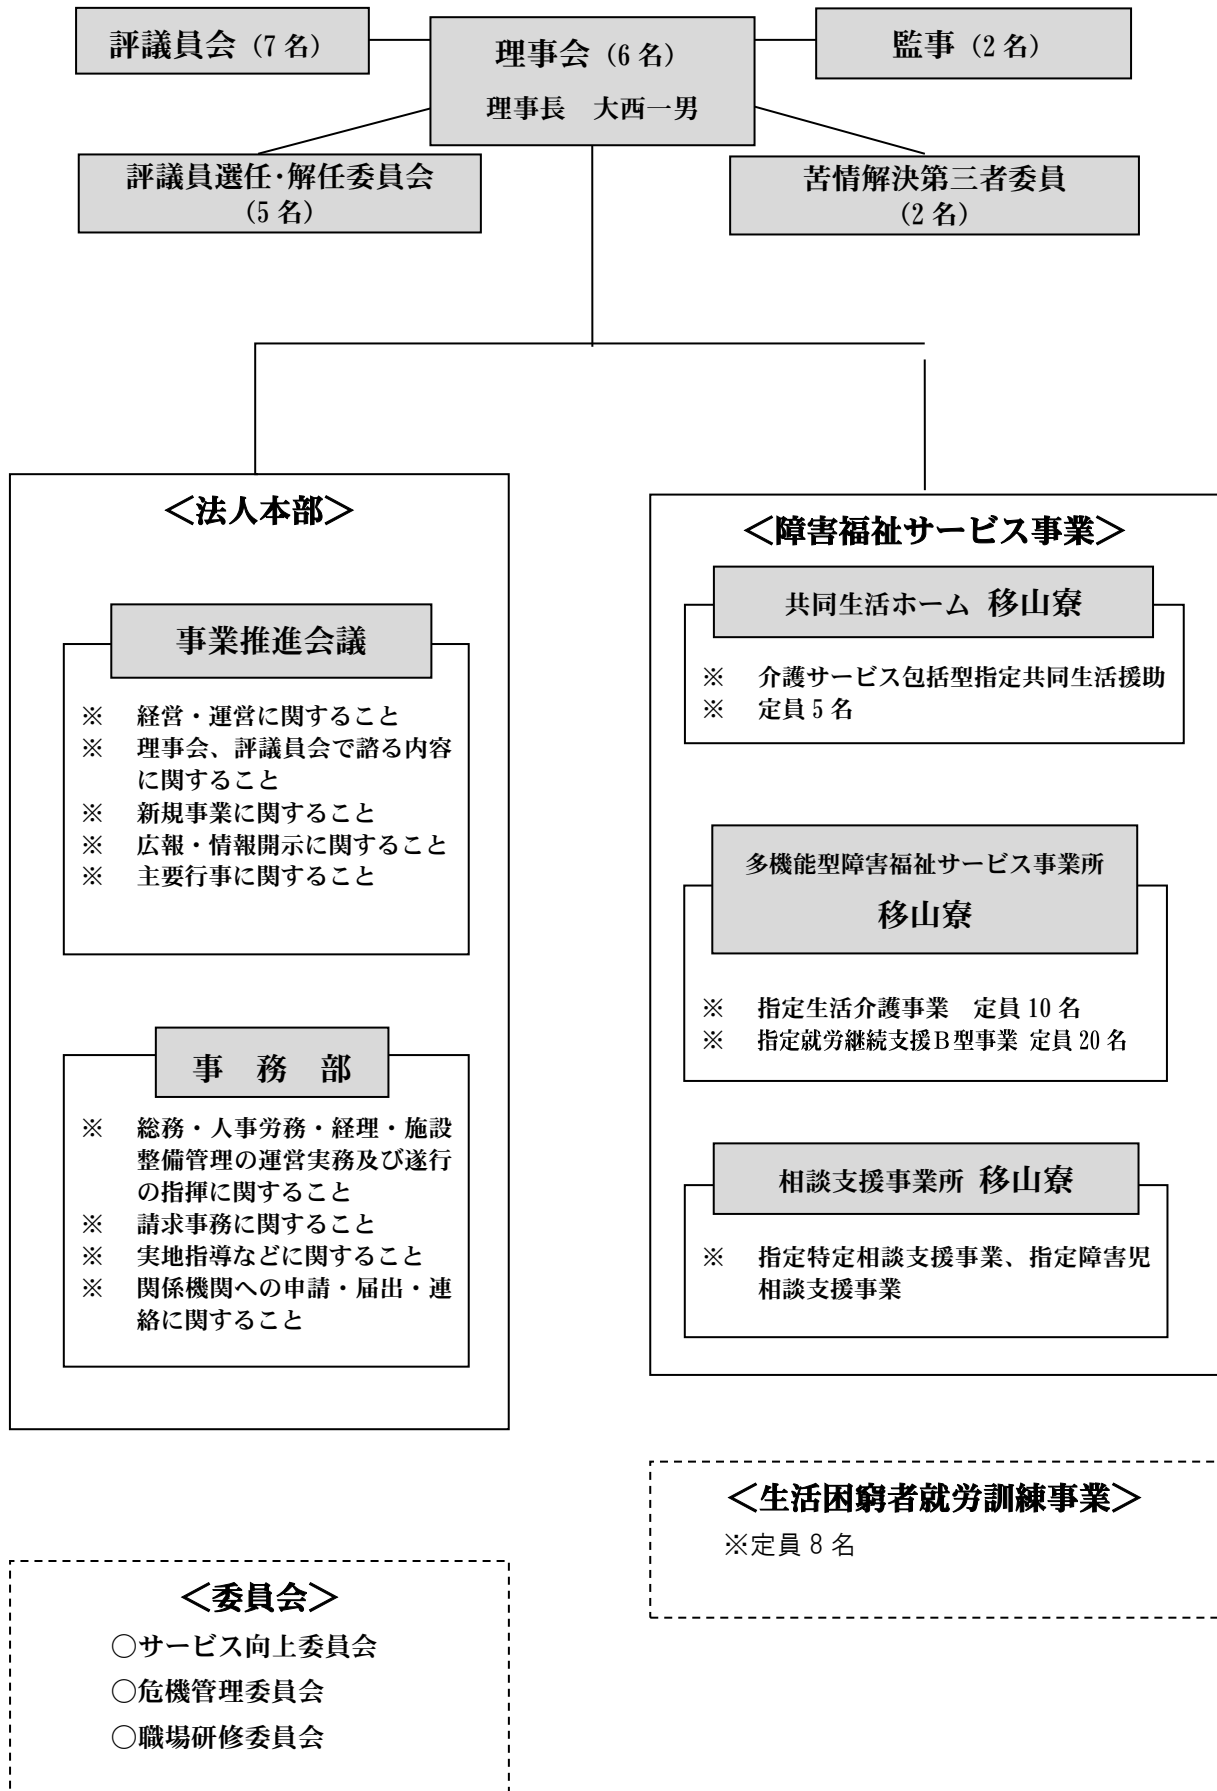 評議員会（7 名）
理事会（6 名）
理事長　大西一男
監事（2 名）
評議員選任･解任委員会
（5 名）
苦情解決第三者委員
（2 名）
＜法人本部＞
事業推進会議
※　経営・運営に関すること
※　理事会、評議員会で諮る内容
に関すること
※　新規事業に関すること
※　広報・情報開示に関すること
※　主要行事に関すること
事　務　部
※　総務・人事労務・経理・施設
整備管理の運営実務及び遂行
の指揮に関すること
※　請求事務に関すること
※　実地指導などに関すること
※　関係機関への申請・届出・連
絡に関すること
＜障害福祉サービス事業＞
共同生活ホーム 移山寮
※　介護サービス包括型指定共同生活援助
※　定員 5 名
多機能型障害福祉サービス事業所
移山寮
※　指定生活介護事業　定員 10 名
※　指定就労継続支援Ｂ型事業 定員 20 名
相談支援事業所 移山寮
※　指定特定相談支援事業、指定障害児
相談支援事業
＜生活困窮者就労訓練事業＞
※定員 8 名
＜委員会＞
○サービス向上委員会
○危機管理委員会
○職場研修委員会